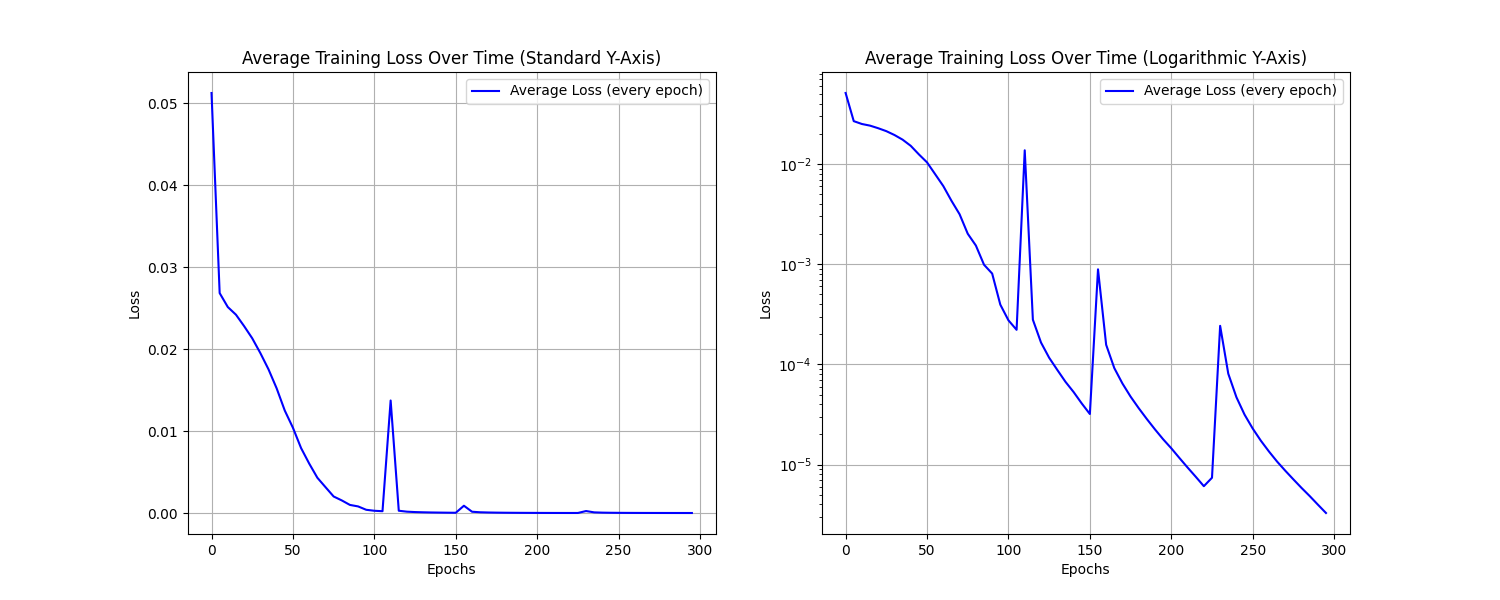 Average Training Loss Over Time (Standard Y-Axis)
Average Loss (every epoch)
0.05
0.04
0.03
0.02
0.01
0.00
Loss
0 50 100 150 200 250 300
Epochs
Average Training Loss Over Time (Logarithmic Y-Axis)
Average Loss (every epoch)
10⁻²
10⁻³
10⁻⁴
10⁻⁵
Loss
0 50 100 150 200 250 300
Epochs